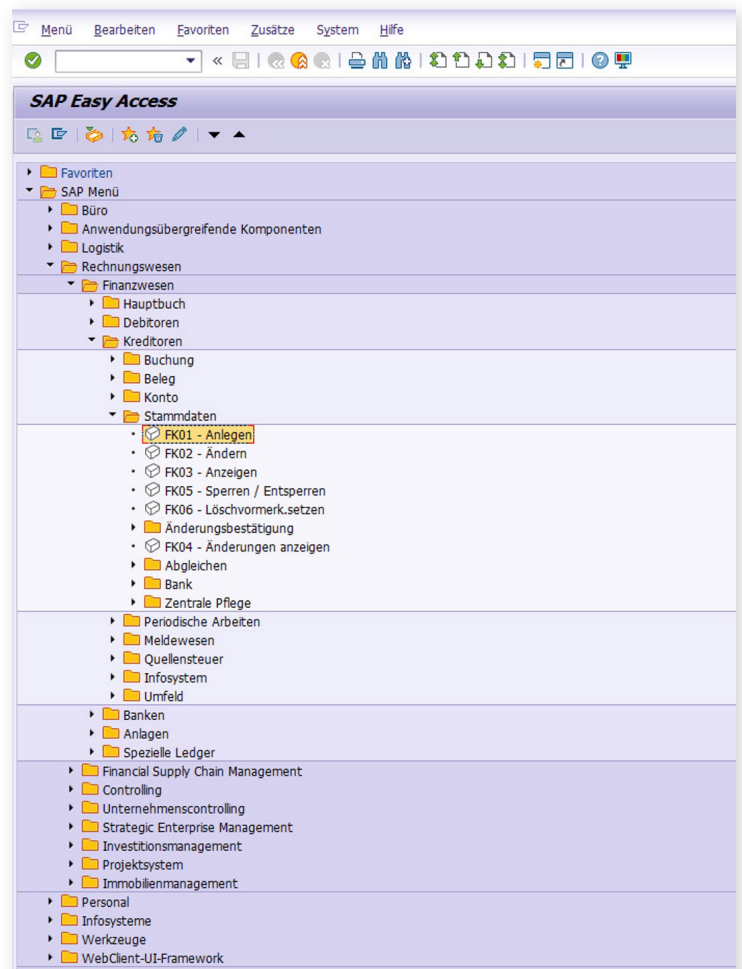 Menü Bearbeiten Favoriten Zusätze System Hilfe
SAP Easy Access
Favoriten
SAP Menü
Büro
Anwendungsübergreifende Komponenten
Logistik
Rechnungswesen
Finanzwesen
Hauptbuch
Debitoren
Kreditoren
Buchung
Beleg
Konto
Stammdaten
FK01 - Anlegen
FK02 - Ändern
FK03 - Anzeigen
FK05 - Sperren / Entsperren
FK06 - Löschvormerk.setzen
Änderungsbestätigung
FK04 - Änderungen anzeigen
Abgleichen
Bank
Zentrale Pflege
Periodische Arbeiten
Meldewesen
Quellensteuer
Infosystem
Umfeld
Banken
Anlagen
Spezielle Ledger
Financial Supply Chain Management
Controlling
Unternehmenscontrolling
Strategic Enterprise Management
Investitionsmanagement
Projektsystem
Immobilienmanagement
Personal
Infosysteme
Werkzeuge
WebClient-UI-Framework